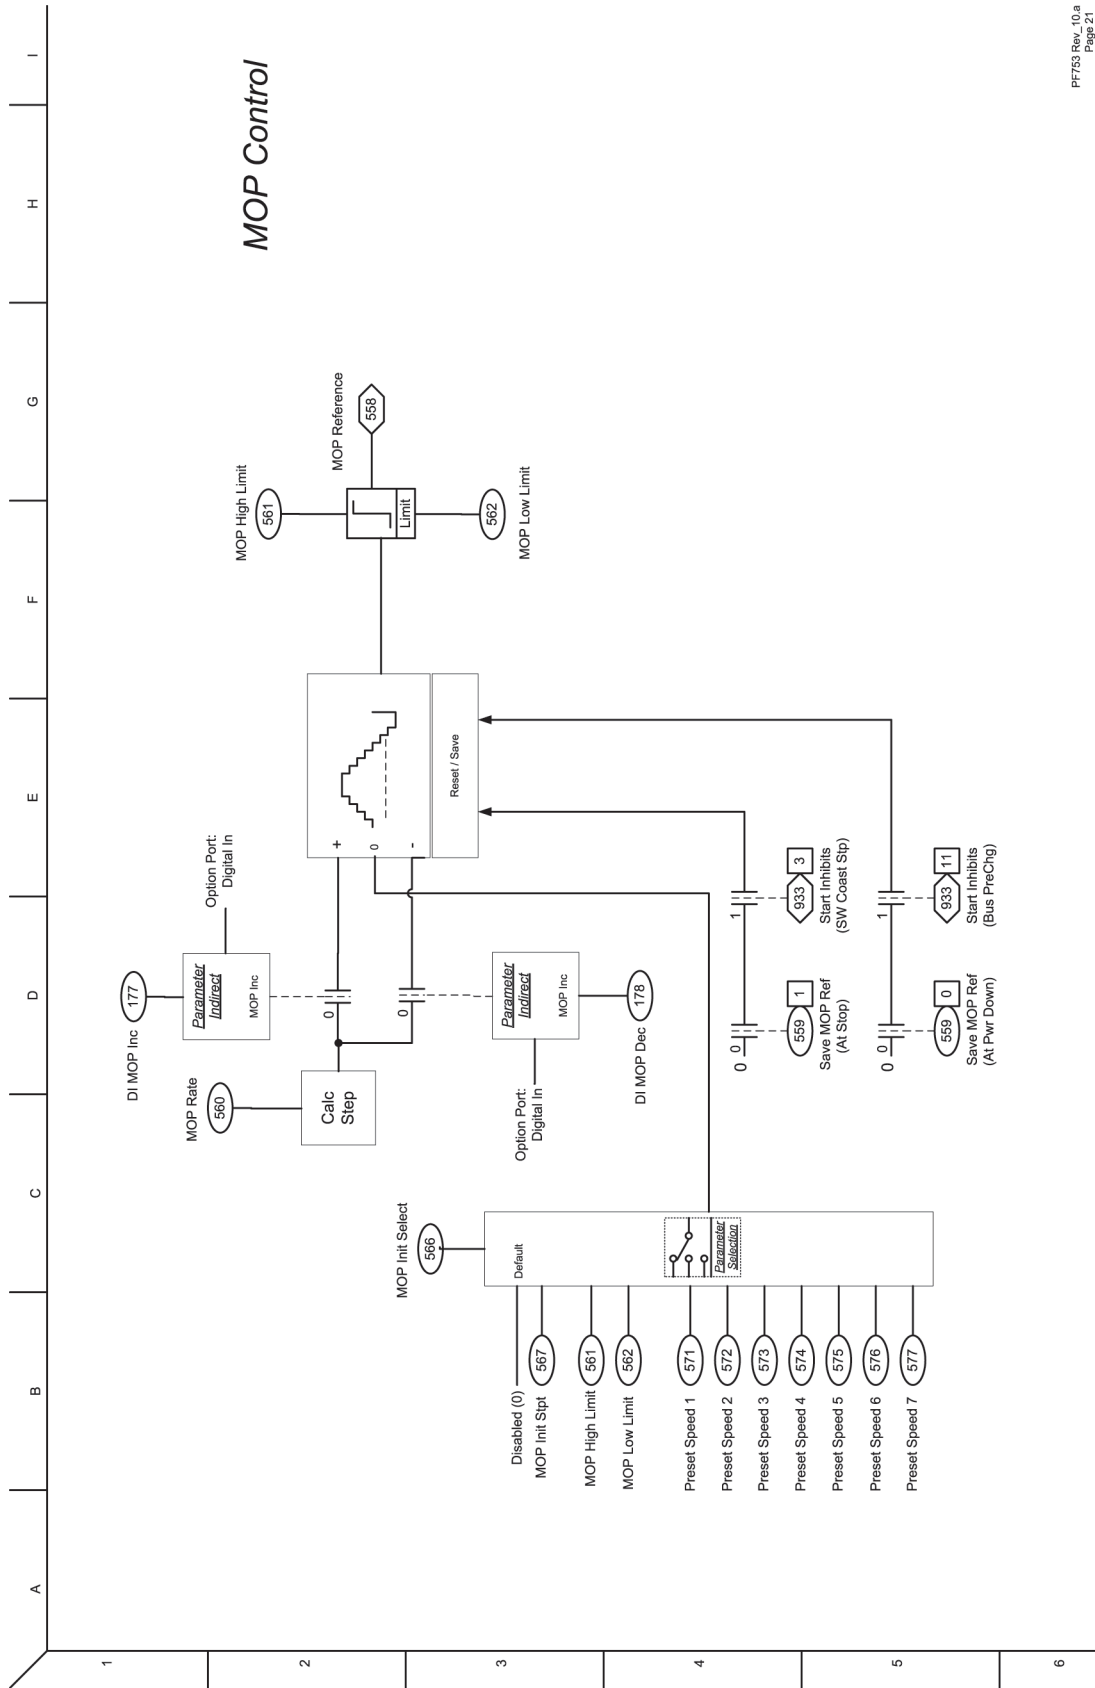 A
B
C
D
E
F
G
H
I
1
2
3
4
5
6
MOP Control
DI MOP Inc
177
Parameter
Indirect
MOP Inc
Option Port:
Digital In
MOP Rate
560
Calc
Step
0
0
+
0
-
Reset / Save
MOP High Limit
561
Limit
MOP Reference
558
562
MOP Low Limit
Option Port:
Digital In
Parameter
Indirect
MOP Inc
178
DI MOP Dec
MOP Init Select
566
Default
Parameter
Selection
Disabled (0)
MOP Init Stpt
567
MOP High Limit
561
MOP Low Limit
562
Preset Speed 1
571
Preset Speed 2
572
Preset Speed 3
573
Preset Speed 4
574
Preset Speed 5
575
Preset Speed 6
576
Preset Speed 7
577
0
0
1
559
1
Save MOP Ref
(At Stop)
933
3
Start Inhibits
(SW Coast Stp)
0
0
1
559
0
Save MOP Ref
(At Pwr Down)
933
11
Start Inhibits
(Bus PreChg)
PF753 Rev_10.a
Page 21